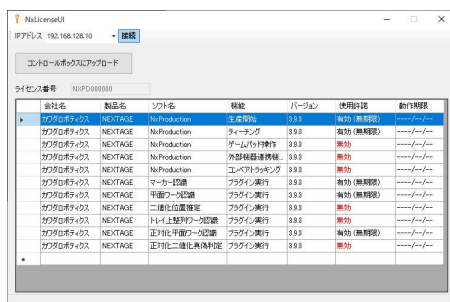 NxLicenseUI
IPアドレス 192.168.128.10 接続
コントロールボックスにアップロード
ライセンス番号 NXPD000000
会社名 製品名 ソフト名 機能 バージョン 使用許諾 動作期限
カワダロボティクス NEXTAGE NxProduction 生産開始 3.9.3 有効(無期限) ----/--/--
カワダロボティクス NEXTAGE NxProduction ティーチング 3.9.3 有効(無期限) ----/--/--
カワダロボティクス NEXTAGE NxProduction ゲームパッド操作 3.9.3 無効 ----/--/--
カワダロボティクス NEXTAGE NxProduction 外部機器連携機... 3.9.3 無効 ----/--/--
カワダロボティクス NEXTAGE NxProduction コンベアトラッキング 3.9.3 無効 ----/--/--
カワダロボティクス NEXTAGE マーカー認識 プラグイン実行 3.9.3 有効(無期限) ----/--/--
カワダロボティクス NEXTAGE 平面ワーク認識 プラグイン実行 3.9.3 有効(無期限) ----/--/--
カワダロボティクス NEXTAGE 二値化位置推定 プラグイン実行 3.9.3 無効 ----/--/--
カワダロボティクス NEXTAGE トレイ上整列ワーク認識 プラグイン実行 3.9.3 無効 ----/--/--
カワダロボティクス NEXTAGE 正対化平面ワーク認識 プラグイン実行 3.9.3 有効(無期限) ----/--/--
カワダロボティクス NEXTAGE 正対化二値化真偽判定 プラグイン実行 3.9.3 無効 ----/--/--